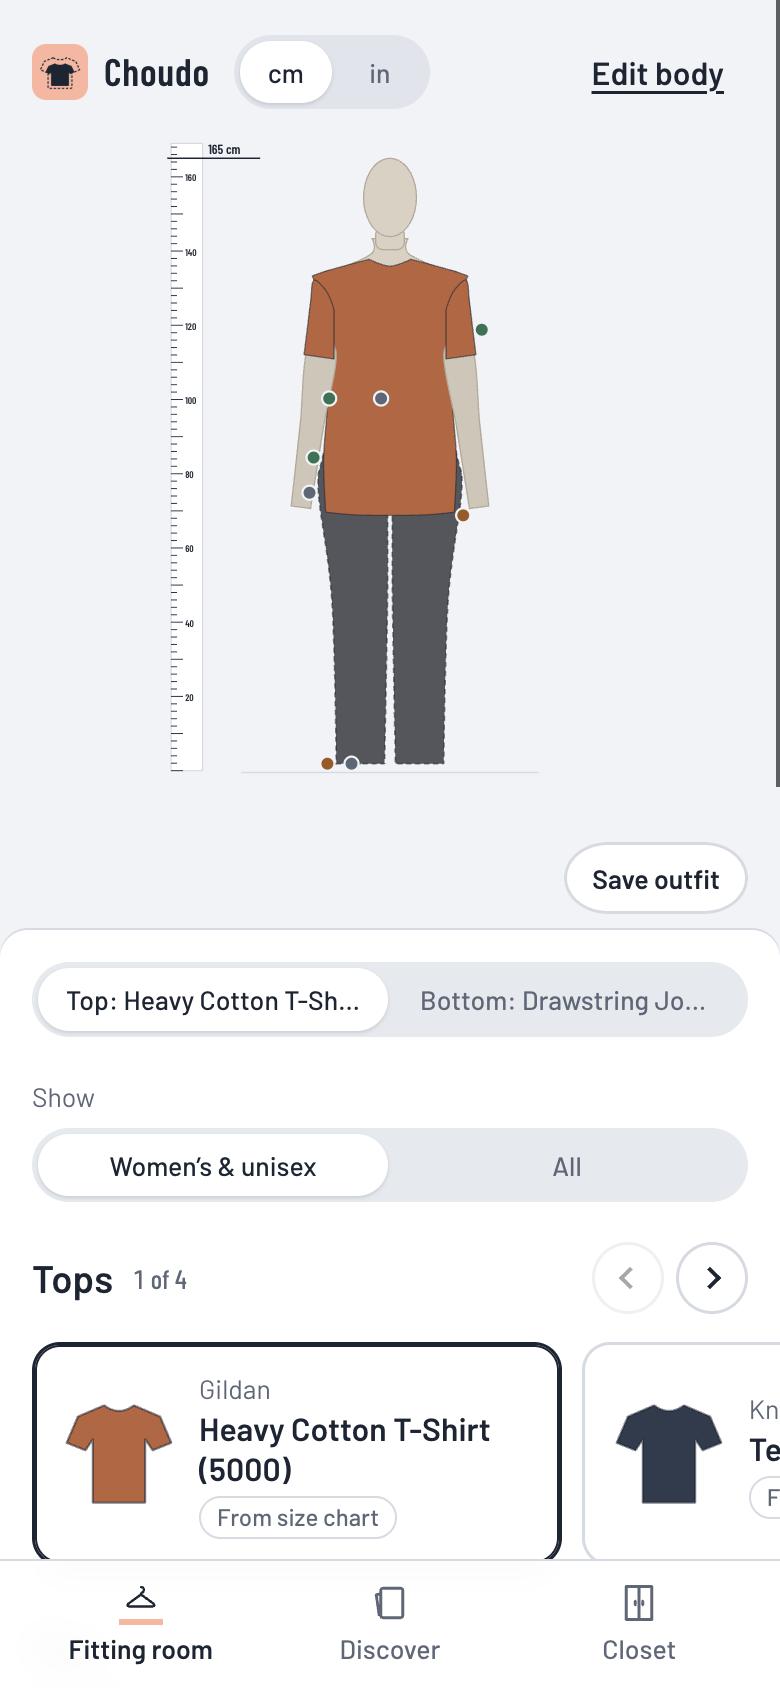 Choudo
cm
in
Edit body
165 cm
160
140
120
100
80
60
40
20
Save outfit
Top: Heavy Cotton T-Sh...
Bottom: Drawstring Jo...
Show
Women’s & unisex
All
Tops
1 of 4
Gildan
Heavy Cotton T-Shirt
(5000)
From size chart
Kn
Te
F
Fitting room
Discover
Closet